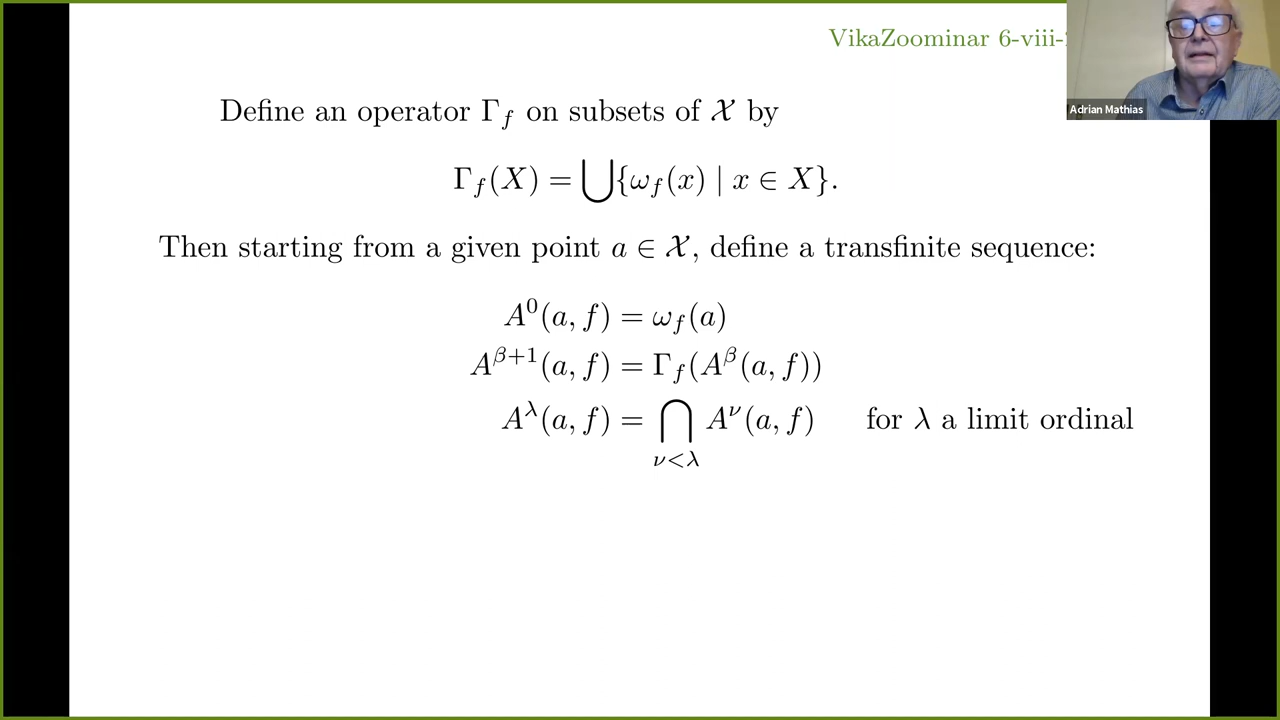 VikaZoominar 6-viii-
Adrian Mathias
Define an operator Γ_f on subsets of 𝒳 by
Γ_f(X) = ⋃{ω_f(x) | x ∈ X}.
Then starting from a given point a ∈ 𝒳, define a transfinite sequence:
A^0(a, f) = ω_f(a)
A^{β+1}(a, f) = Γ_f(A^β(a, f))
A^λ(a, f) = ⋂_{ν<λ} A^ν(a, f) for λ a limit ordinal